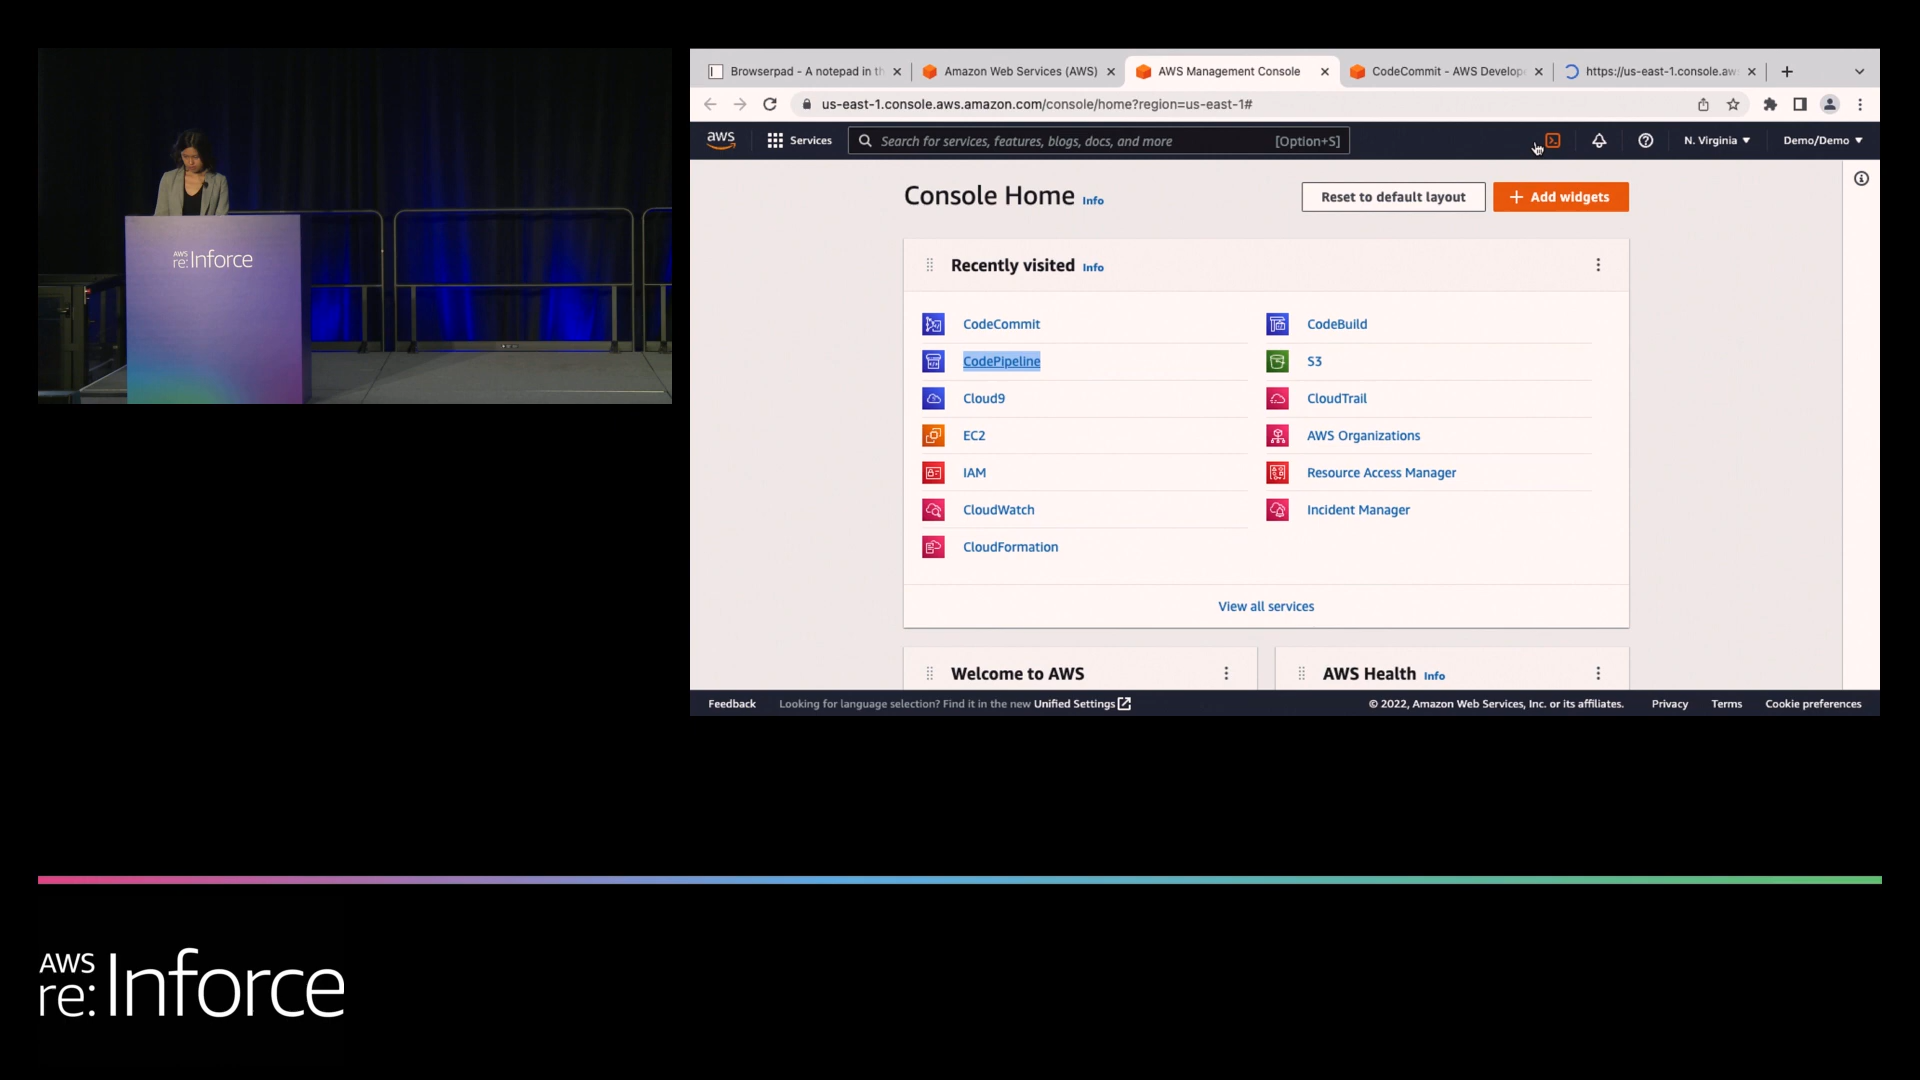 AWS
re:Inforce
Browserpad - A notepad in th
Amazon Web Services (AWS)
AWS Management Console
CodeCommit - AWS Develop
https://us-east-1.console.aw
us-east-1.console.aws.amazon.com/console/home?region=us-east-1#
aws
Services
Search for services, features, blogs, docs, and more
[Option+S]
N. Virginia
Demo/Demo
Console Home Info
Reset to default layout
Add widgets
Recently visited Info
CodeCommit
CodeBuild
CodePipeline
S3
Cloud9
CloudTrail
EC2
AWS Organizations
IAM
Resource Access Manager
CloudWatch
Incident Manager
CloudFormation
View all services
Welcome to AWS
AWS Health Info
Feedback
Looking for language selection? Find it in the new Unified Settings
© 2022, Amazon Web Services, Inc. or its affiliates.
Privacy
Terms
Cookie preferences
AWS
re:Inforce